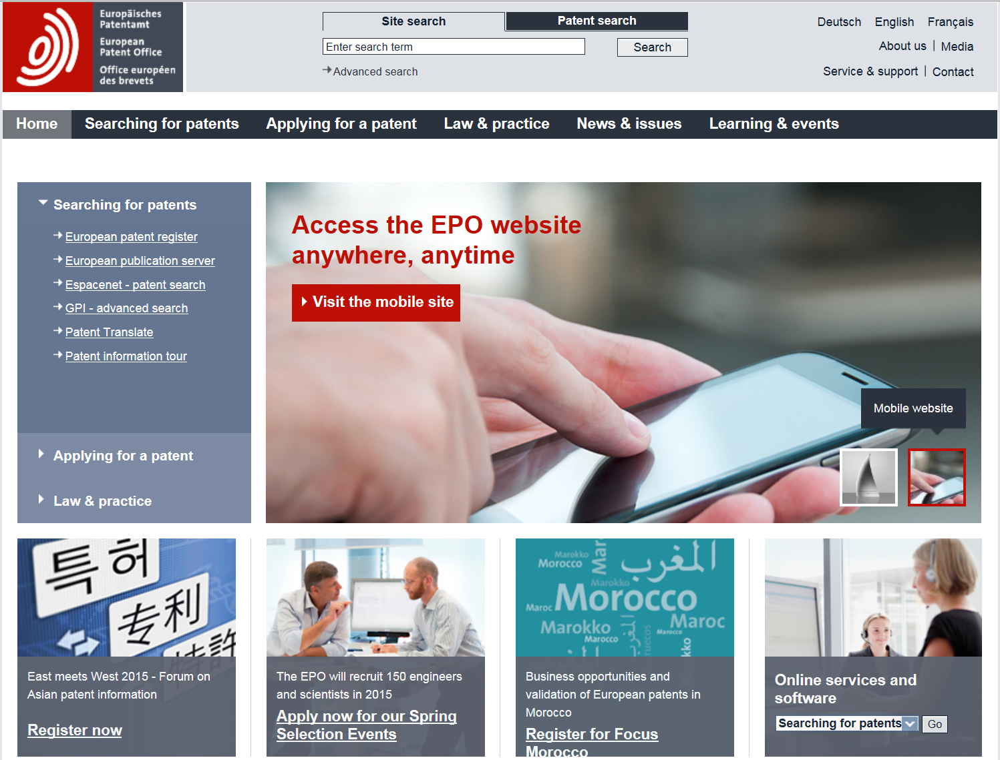 Europäisches
Patentamt
European
Patent Office
Office européen
des brevets
Site search
Patent search
Enter search term
Search
Advanced search
Deutsch English Français
About us | Media
Service & support | Contact
Home Searching for patents Applying for a patent Law & practice News & issues Learning & events
Searching for patents
European patent register
European publication server
Espacenet - patent search
GPI - advanced search
Patent Translate
Patent information tour
Applying for a patent
Law & practice
Access the EPO website
anywhere, anytime
Visit the mobile site
Mobile website
특허
专利
特許
East meets West 2015 - Forum on
Asian patent information
Register now
The EPO will recruit 150 engineers
and scientists in 2015
Apply now for our Spring
Selection Events
Marokko
Morocco
Mar
المغرب
Marokko
Morocco
Maroc
Maroc
Marokko
Morocco
Morocco
المغرب
Business opportunities and
validation of European patents in
Morocco
Register for Focus
Morocco
Online services and
software
Searching for patents
Go